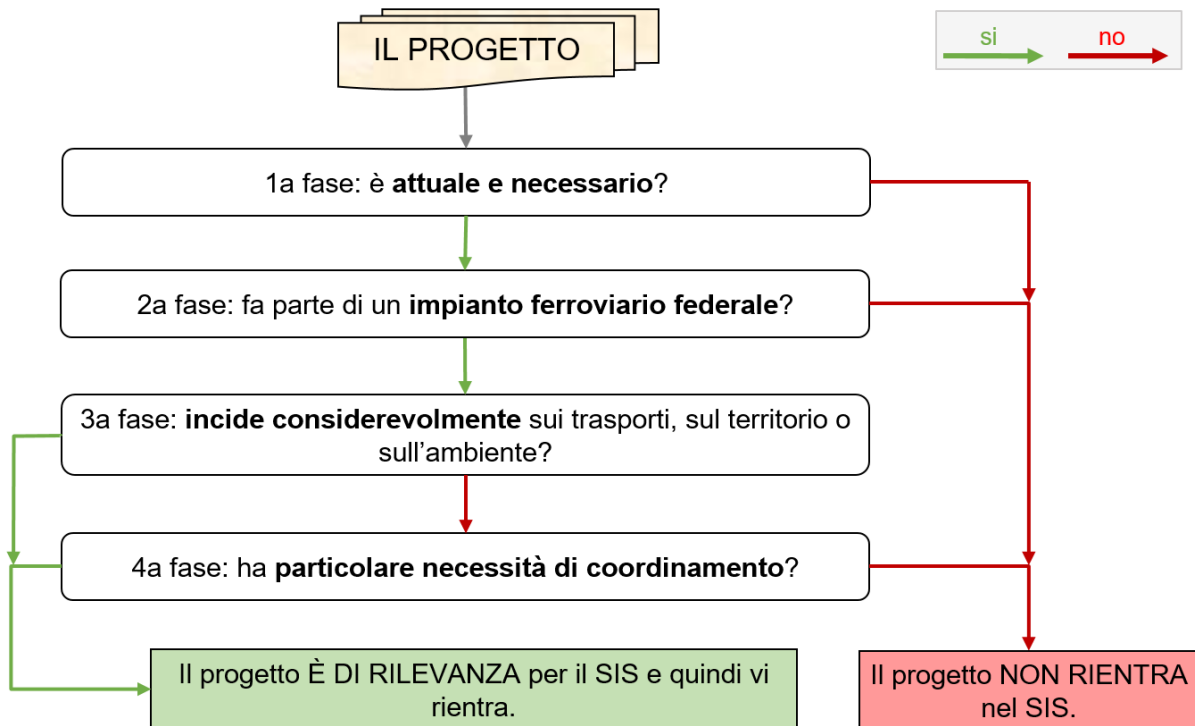 IL PROGETTO
si no
1a fase: è attuale e necessario?
2a fase: fa parte di un impianto ferroviario federale?
3a fase: incide considerevolmente sui trasporti, sul territorio o
sull'ambiente?
4a fase: ha particolare necessità di coordinamento?
Il progetto È DI RILEVANZA per il SIS e quindi vi
rientra.
Il progetto NON RIENTRA
nel SIS.